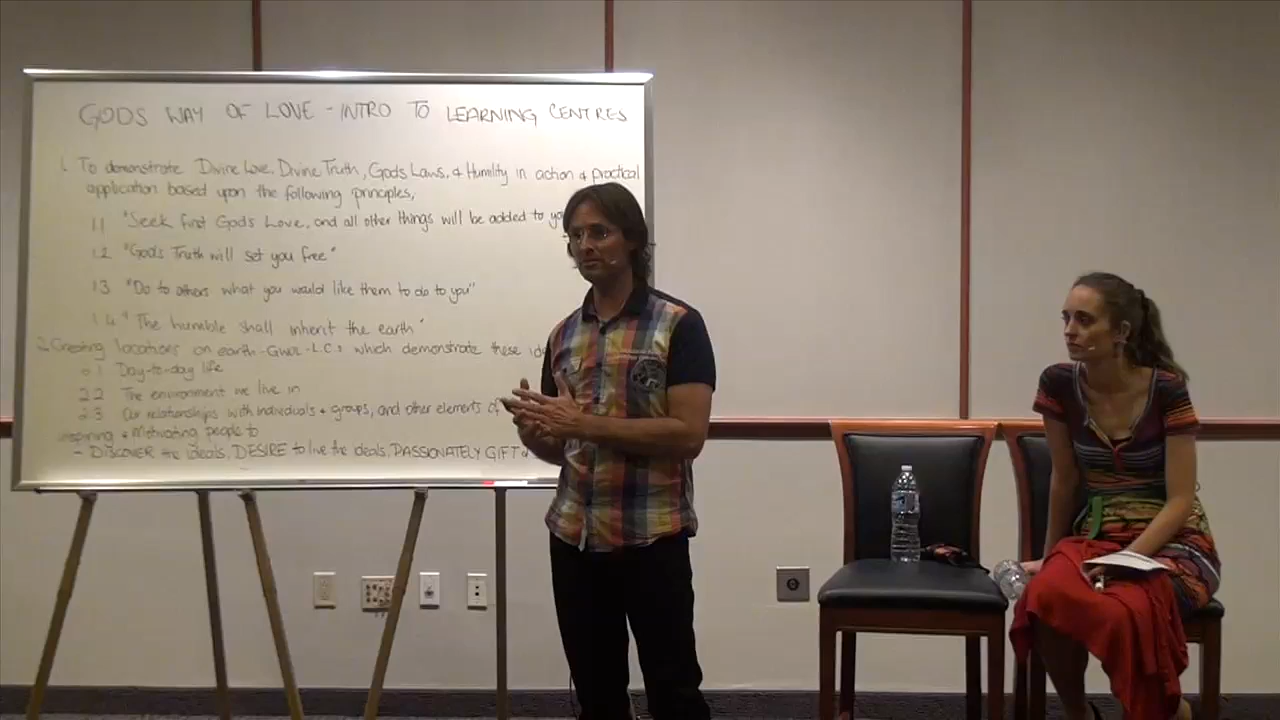 GODS WAY OF LOVE - INTRO TO LEARNING CENTRES
1. To demonstrate Divine Love, Divine Truth, Gods Laws, & Humility in action & practical
application based upon the following principles,
1.1 "Seek first God's Love, and all other things will be added to
1.2 "God's Truth will set you free"
1.3 "Do to others what you would like them to do to you"
1.4 "The humble shall inherit the earth"
2. Creating locations on earth - GWOL-L.C.s which demonstrate these
2.1 Day-to-day life
2.2 The environment we live in
2.3 Our relationships with individuals + groups, and other elements of
inspiring & Motivating people to
- DISCOVER the ideals, DESIRE to live the ideals, PASSIONATELY GIFT